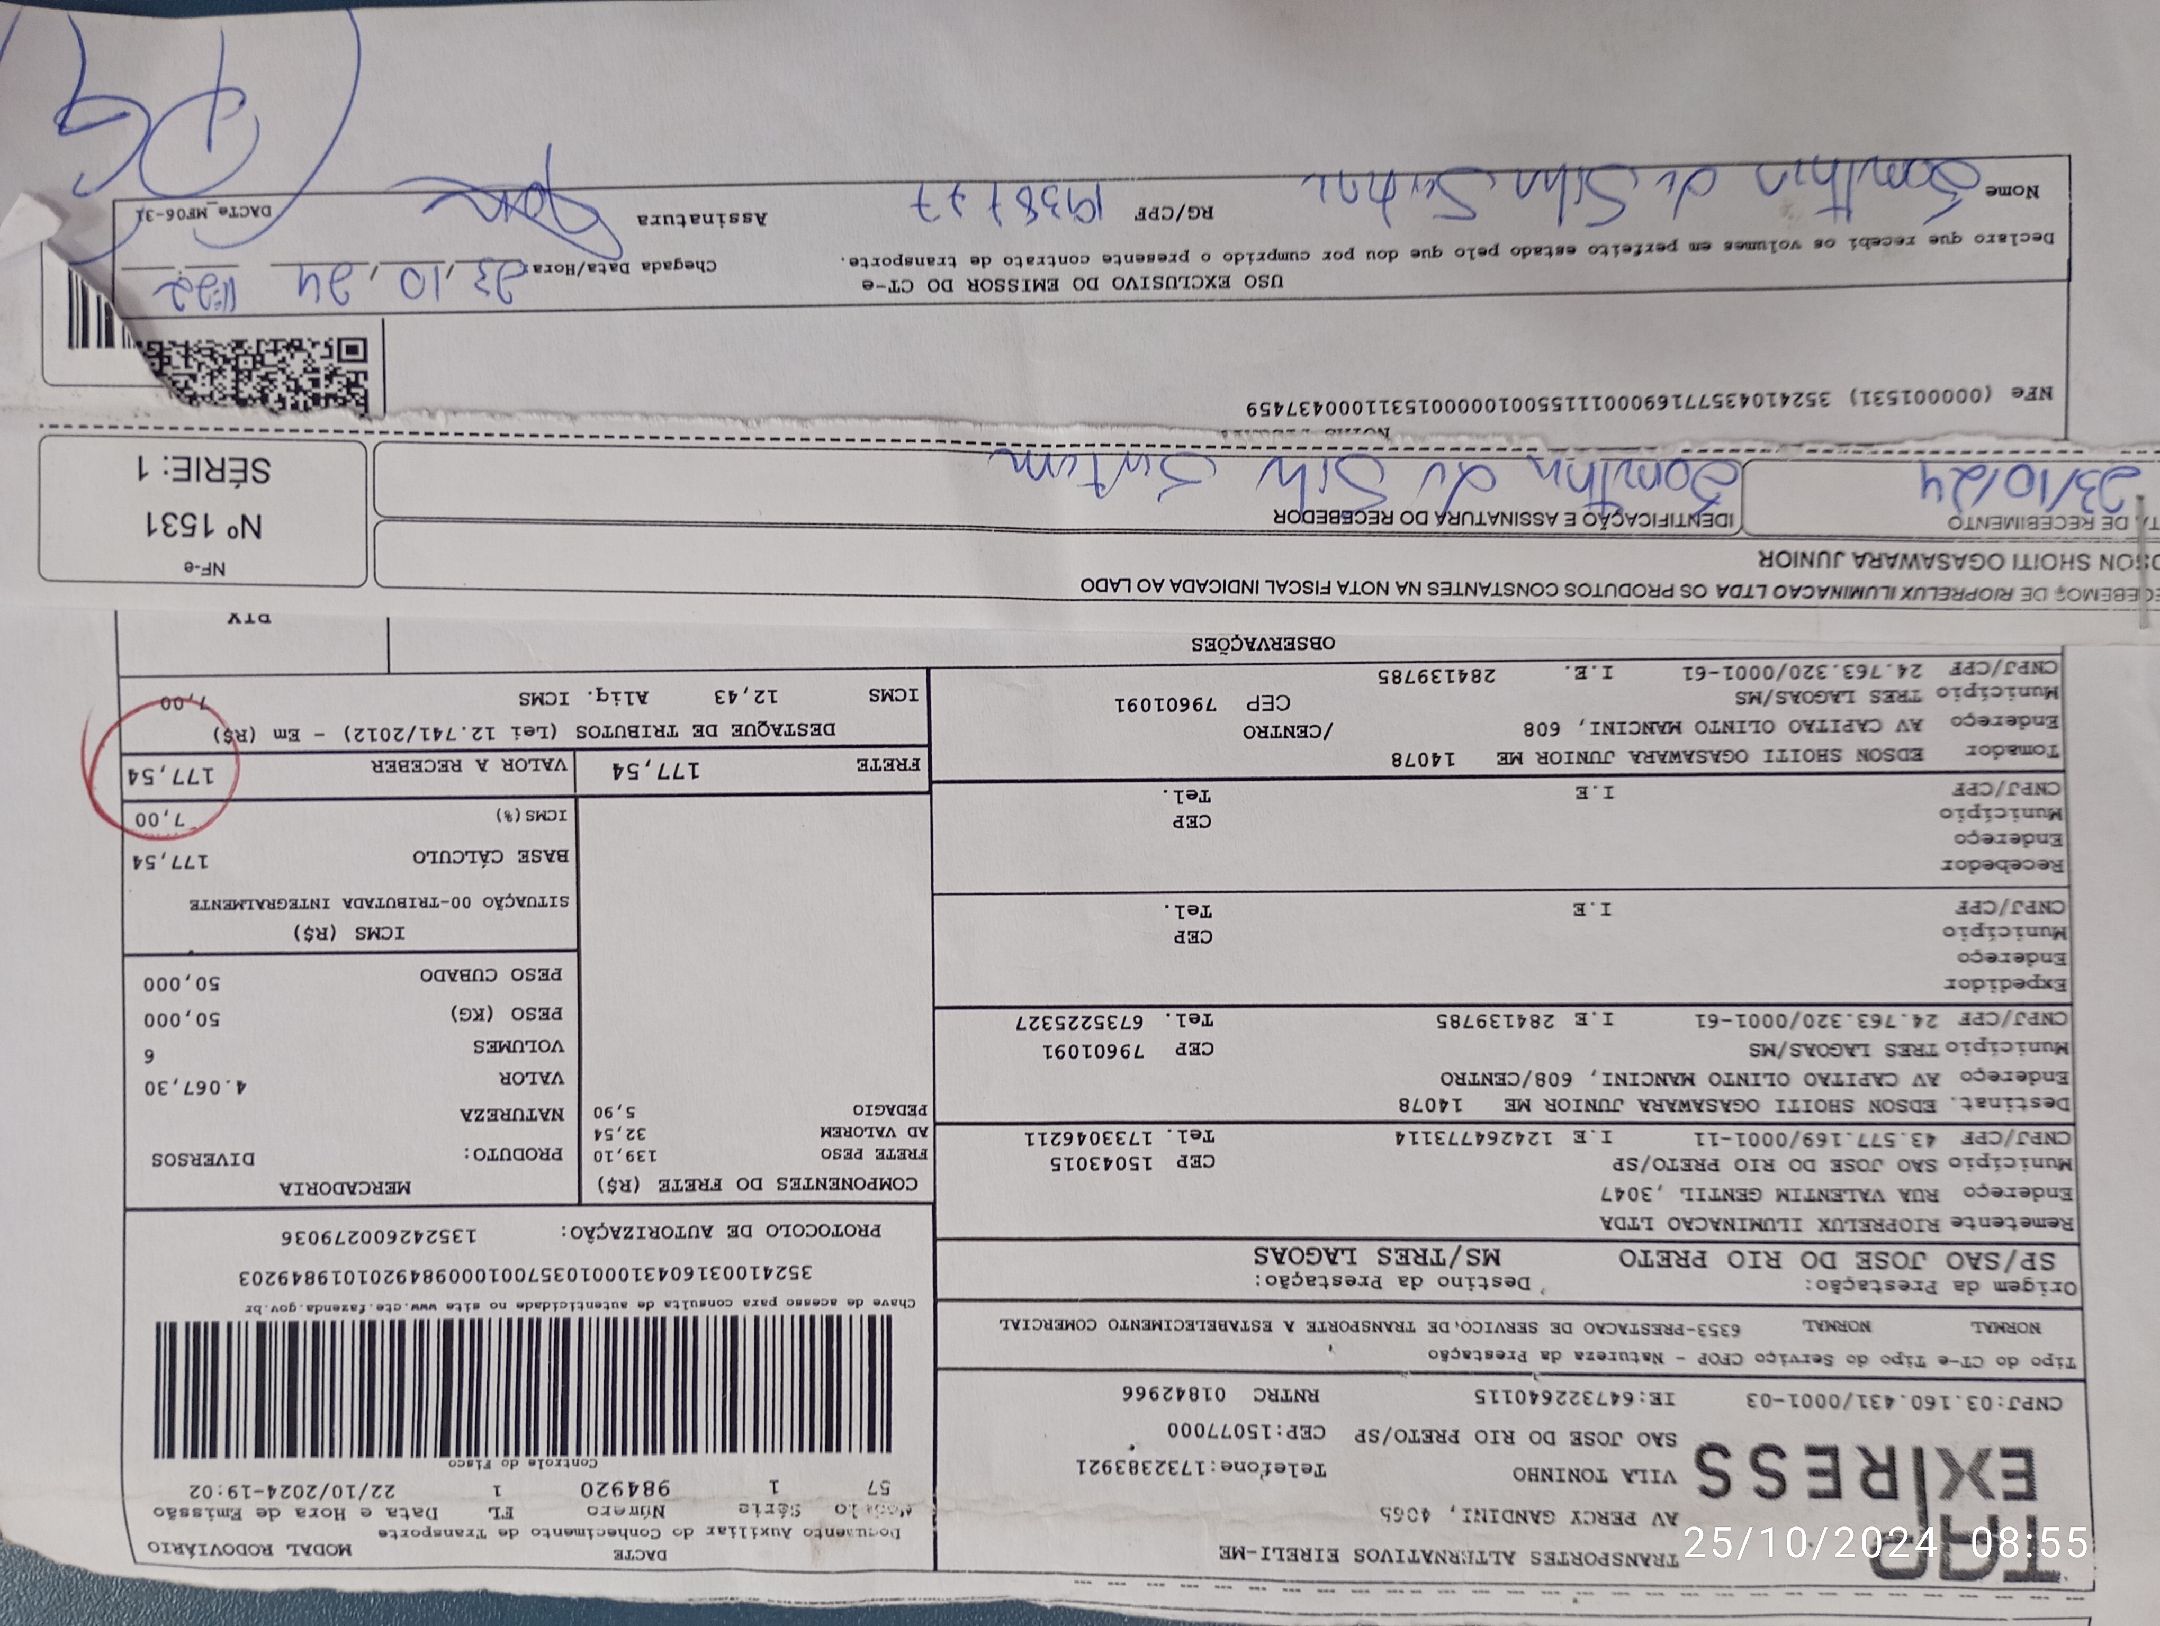 TAP
EXPRESS
TRANSPORTES ALTERNATIVOS EIRELI-ME
AV PERCY GANDINI, 4065
VILA TONINHO Telefone:1732383921
SAO JOSE DO RIO PRETO/SP CEP:15077000
CNPJ:03.160.431/0001-03 IE:647322640115 RNTRC 01842966
DACTE MODAL RODOVIÁRIO
Documento Auxiliar do Conhecimento de Transporte
Modelo Série Número FL Data e Hora de Emissão
57 1 984920 1 22/10/2024-19:02
Controle do Fisco
Tipo do CT-e Tipo do Serviço CFOP - Natureza da Prestação
NORMAL NORMAL 6353-PRESTACAO DE SERVICO DE TRANSPORTE A ESTABELECIMENTO COMERCIAL
Chave de acesso para consulta de autenticidade no site www.cte.fazenda.gov.br
35241003160431000103570010009849201019849203
Origem da Prestação: Destino da Prestação:
SP/SAO JOSE DO RIO PRETO MS/TRES LAGOAS
PROTOCOLO DE AUTORIZAÇÃO: 135242600279036
Remetente RIOPRELUX ILUMINACAO LTDA
Endereço RUA VALENTIM GENTIL ,3047
Município SAO JOSE DO RIO PRETO/SP CEP 15043015
CNPJ/CPF 43.577.169/0001-11 I.E 124264773114 Tel. 1733046211
Destinat. EDSON SHOITI OGASAWARA JUNIOR ME 14078
Endereço AV CAPITAO OLINTO MANCINI, 608/CENTRO
Município TRES LAGOAS/MS CEP 79601091
CNPJ/CPF 24.763.320/0001-61 I.E 284139785 Tel. 6735225327
Expedidor
Endereço
Município CEP
CNPJ/CPF I.E Tel.
Recebedor
Endereço
Município CEP
CNPJ/CPF I.E Tel.
Tomador EDSON SHOITI OGASAWARA JUNIOR ME 14078
Endereço AV CAPITAO OLINTO MANCINI, 608 /CENTRO
Município TRES LAGOAS/MS CEP 79601091
CNPJ/CPF 24.763.320/0001-61 I.E. 284139785
COMPONENTES DO FRETE (R$)
FRETE PESO 139,10
AD VALOREM 32,54
PEDAGIO 5,90
MERCADORIA
PRODUTO: DIVERSOS
NATUREZA
VALOR 4.067,30
VOLUMES 6
PESO (KG) 50,000
PESO CUBADO 50,000
ICMS (R$)
SITUAÇÃO 00-TRIBUTADA INTEGRALMENTE
BASE CÁLCULO 177,54
ICMS(%) 7,00
FRETE 177,54 VALOR A RECEBER 177,54
DESTAQUE DE TRIBUTOS (Lei 12.741/2012) - Em (R$)
ICMS 12,43 Aliq. ICMS 7,00
OBSERVAÇÕES
DTV
RECEBEMOS DE RIOPRELUX ILUMINACAO LTDA OS PRODUTOS CONSTANTES NA NOTA FISCAL INDICADA AO LADO
SON SHOITI OGASAWARA JUNIOR
TA DE RECEBIMENTO IDENTIFICAÇÃO E ASSINATURA DO RECEBEDOR
23/10/24
NF-e
Nº 1531
SÉRIE: 1
NFe (000001531) 35241043577169000111550010000015311000437459
USO EXCLUSIVO DO EMISSOR DO CT-e
Declaro que recebi os volumes em perfeito estado pelo que dou por cumprido o presente contrato de transporte.
Chegada Data/Hora: 23,10,24 11:22
Nome RG/CPF 1938777 Assinatura
DACTe_MF06-31
25/10/2024 08:55